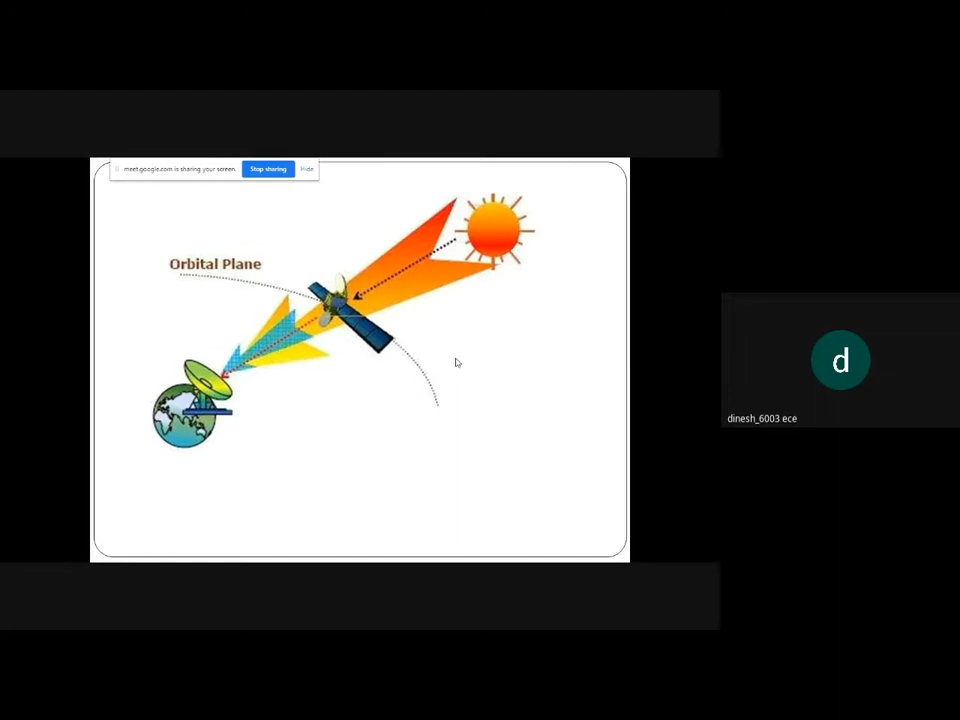 meet.google.com is sharing your screen.
Stop sharing
Hide
Orbital Plane
d
dinesh_6003 ece